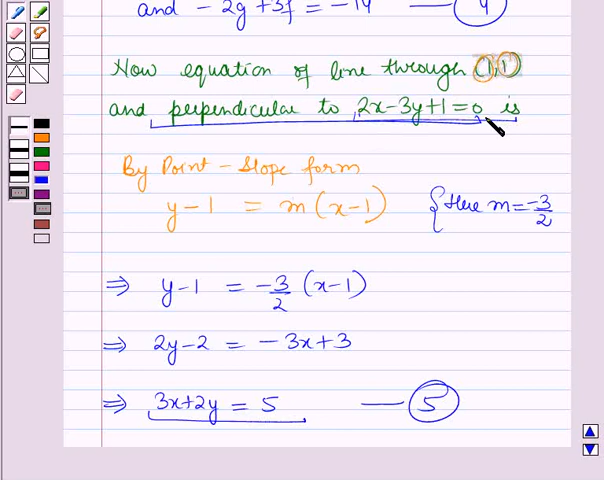 and - 2g + 3f = -14 — 4
Now equation of line through (1,1)
and perpendicular to 2x-3y+1=0 is
By Point - Slope form
y-1 = m(x-1) { Here m = -3/2
⇒ y-1 = -3/2 (x-1)
⇒ 2y-2 = -3x+3
⇒ 3x+2y = 5 — 5